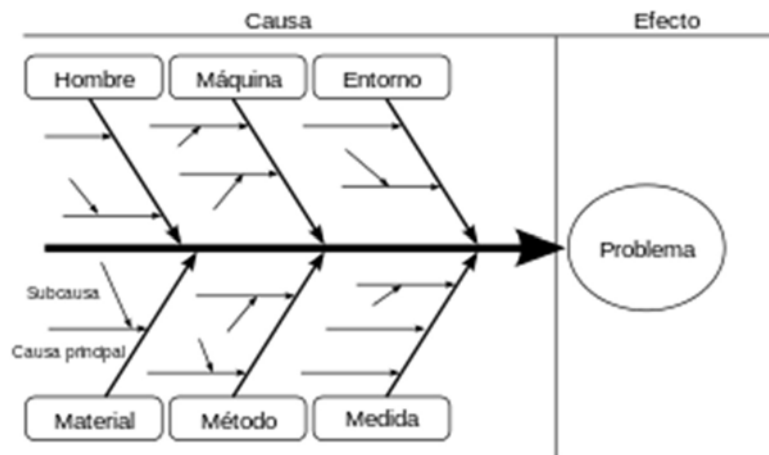 Causa
Efecto
Hombre
Máquina
Entorno
Problema
Subcausa
Causa principal
Material
Método
Medida